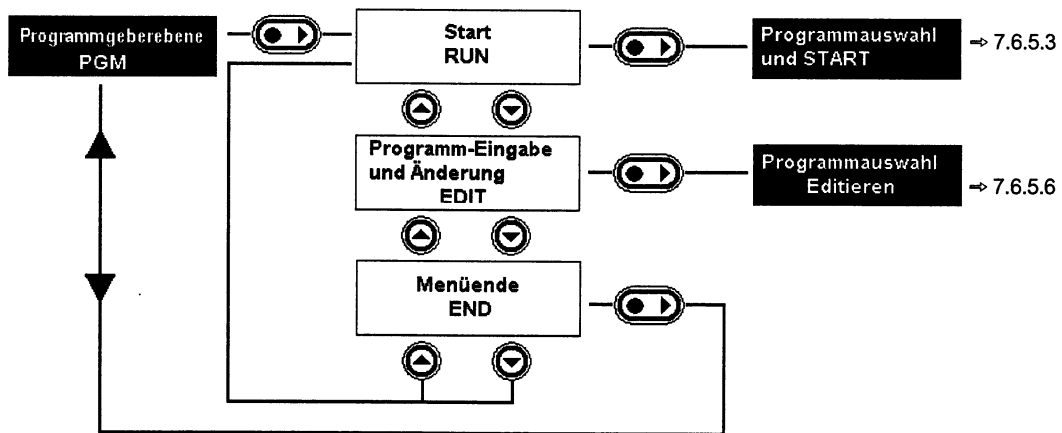 Programmgeberebene
PGM
Start
RUN
Programmauswahl
und START
⇨ 7.6.5.3
Programm-Eingabe
und Änderung
EDIT
Programmauswahl
Editieren
⇨ 7.6.5.6
Menüende
END